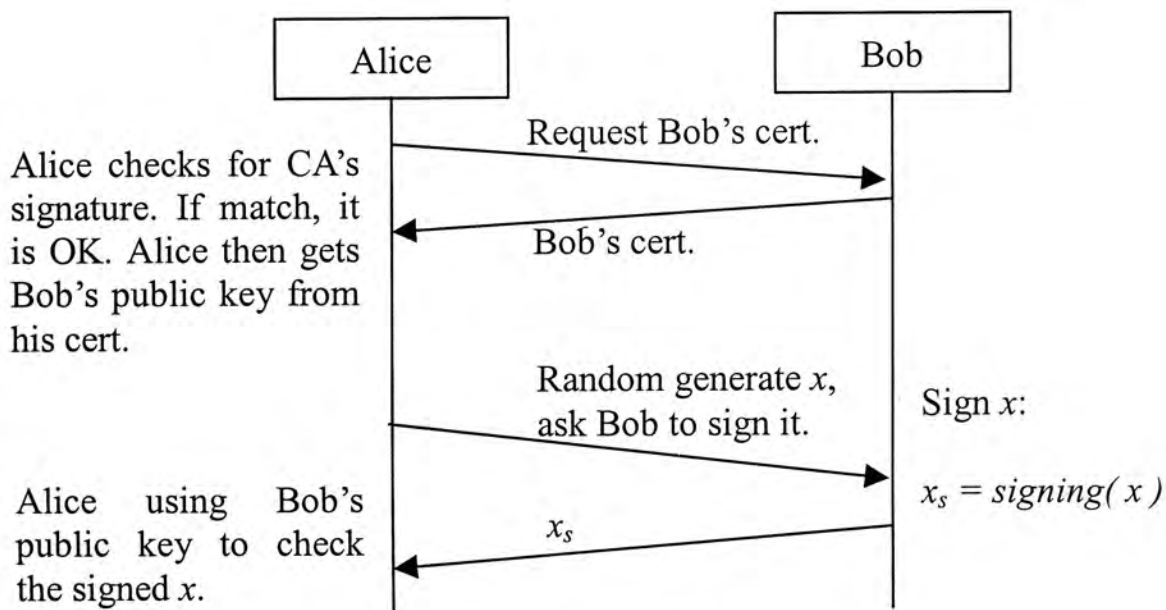 Alice
Bob
Request Bob's cert.
Alice checks for CA's
signature. If match, it
is OK. Alice then gets
Bob's public key from
his cert.
Bob's cert.
Random generate x,
ask Bob to sign it.
Sign x:
x_s = signing( x )
Alice using Bob's
public key to check
the signed x.
x_s